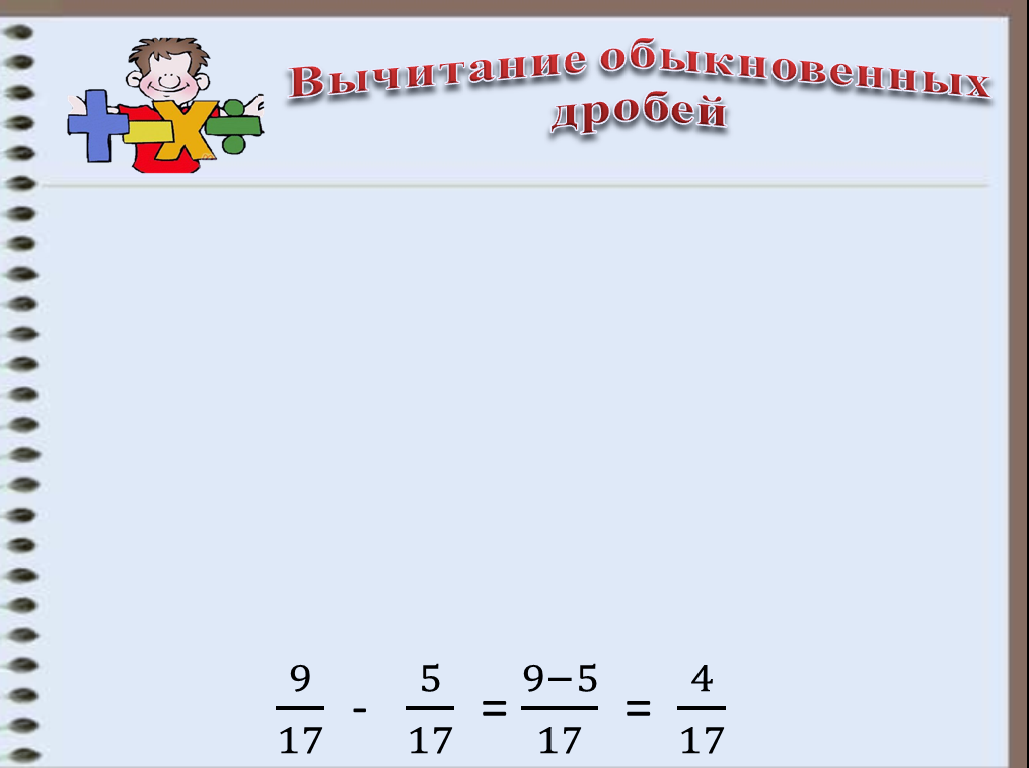 Вычитание обыкновенных
дробей
9/17 - 5/17 = 9−5/17 = 4/17